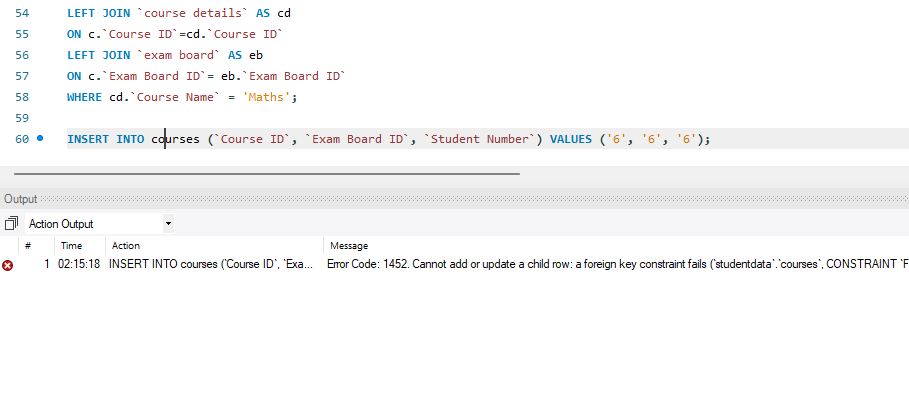 54 LEFT JOIN `course details` AS cd
55 ON c.`Course ID`=cd.`Course ID`
56 LEFT JOIN `exam board` AS eb
57 ON c.`Exam Board ID`= eb.`Exam Board ID`
58 WHERE cd.`Course Name` = 'Maths';
59
60 INSERT INTO courses (`Course ID`, `Exam Board ID`, `Student Number`) VALUES ('6', '6', '6');
Output
Action Output
# Time Action Message
1 02:15:18 INSERT INTO courses (`Course ID`, `Exa... Error Code: 1452. Cannot add or update a child row: a foreign key constraint fails (`studentdata`.`courses`, CONSTRAINT `F